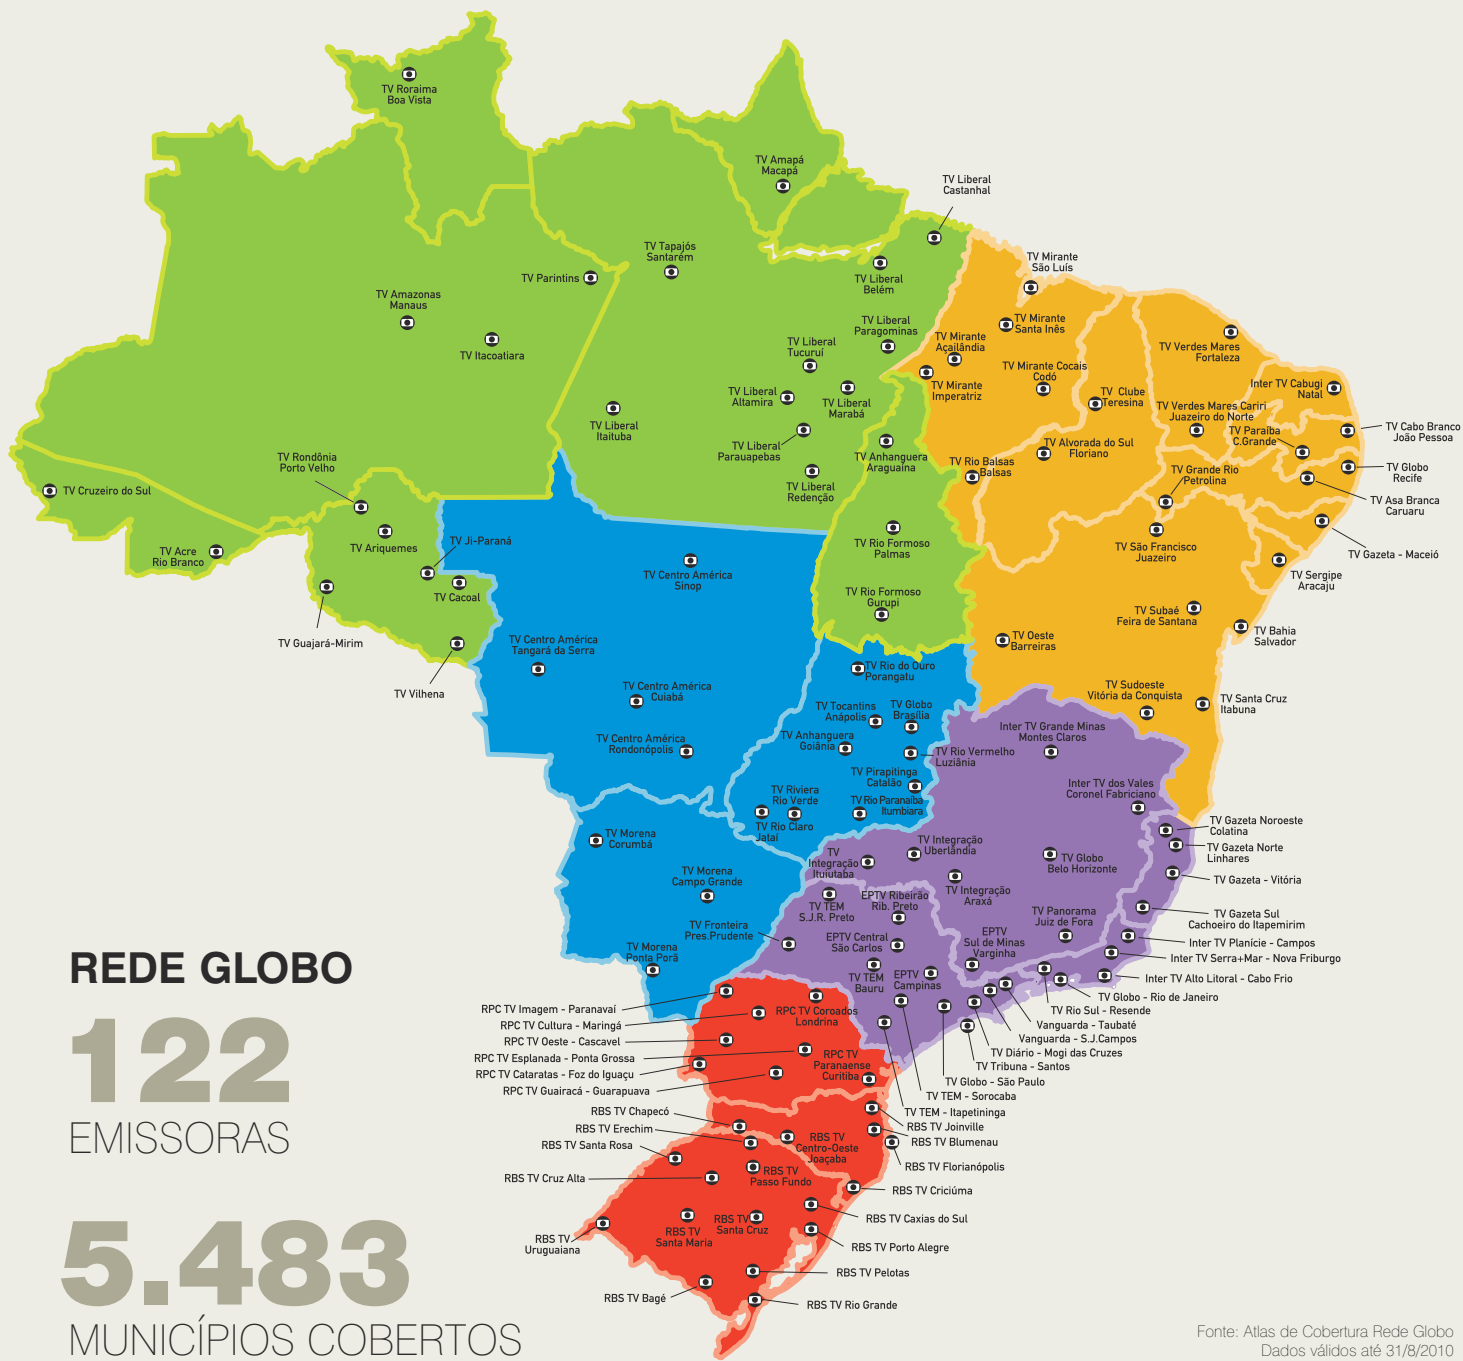 TV Roraima
Boa Vista
TV Amapá
Macapá
TV Liberal
Castanhal
TV Tapajós
Santarém
TV Parintins
TV Liberal
Belém
TV Mirante
São Luís
TV Amazonas
Manaus
TV Itacoatiara
TV Liberal
Paragominas
TV Mirante
Santa Inês
TV Mirante
Açailândia
TV Liberal
Tucuruí
TV Verdes Mares
Fortaleza
TV Mirante Cocais
Codó
TV Mirante
Imperatriz
TV Liberal
Altamira
TV Liberal
Marabá
TV Clube
Teresina
Inter TV Cabugi
Natal
TV Verdes Mares Cariri
Juazeiro do Norte
TV Liberal
Itaituba
TV Cabo Branco
João Pessoa
TV Paraíba
C.Grande
TV Liberal
Parauapebas
TV Alvorada do Sul
Floriano
TV Anhanguera
Araguaína
TV Rondônia
Porto Velho
TV Rio Balsas
Balsas
TV Globo
Recife
TV Grande Rio
Petrolina
TV Liberal
Redenção
TV Cruzeiro do Sul
TV Asa Branca
Caruaru
TV Ji-Paraná
TV Ariquemes
TV Acre
Rio Branco
TV Rio Formoso
Palmas
TV São Francisco
Juazeiro
TV Gazeta - Maceió
TV Centro América
Sinop
TV Sergipe
Aracaju
TV Cacoal
TV Rio Formoso
Gurupi
TV Subaé
Feira de Santana
TV Guajará-Mirim
TV Centro América
Tangará da Serra
TV Oeste
Barreiras
TV Bahia
Salvador
TV Rio do Ouro
Porangatu
TV Vilhena
TV Centro América
Cuiabá
TV Sudoeste
Vitória da Conquista
TV Santa Cruz
Itabuna
TV Tocantins
Anápolis
TV Globo
Brasília
Inter TV Grande Minas
Montes Claros
TV Centro América
Rondonópolis
TV Anhanguera
Goiânia
TV Rio Vermelho
Luziânia
TV Pirapitinga
Catalão
Inter TV dos Vales
Coronel Fabriciano
TV Riviera
Rio Verde
TV Rio Paranaíba
Itumbiara
TV Rio Claro
Jataí
TV Gazeta Noroeste
Colatina
TV Morena
Corumbá
TV Integração
Uberlândia
TV Gazeta Norte
Linhares
TV
Integração
Ituiutaba
TV Globo
Belo Horizonte
TV Morena
Campo Grande
TV Gazeta - Vitória
TV Integração
Araxá
EPTV Ribeirão
Rib. Preto
TV TEM
S.J.R. Preto
TV Panorama
Juiz de Fora
TV Gazeta Sul
Cachoeiro do Itapemirim
TV Fronteira
Pres.Prudente
EPTV Central
São Carlos
EPTV
Sul de Minas
Varginha
Inter TV Planície - Campos
TV Morena
Ponta Porã
Inter TV Serra+Mar - Nova Friburgo
TV TEM
Bauru
EPTV
Campinas
Inter TV Alto Litoral - Cabo Frio
TV Globo - Rio de Janeiro
TV Rio Sul - Resende
Vanguarda - Taubaté
Vanguarda - S.J.Campos
TV Diário - Mogi das Cruzes
TV Tribuna - Santos
TV Globo - São Paulo
TV TEM - Sorocaba
TV TEM - Itapetininga
RPC TV Imagem - Paranavaí
RPC TV Coroados
Londrina
RPC TV Cultura - Maringá
RPC TV Oeste - Cascavel
RPC TV Esplanada - Ponta Grossa
RPC TV
Paranaense
Curitiba
RPC TV Cataratas - Foz do Iguaçu
RPC TV Guairacá - Guarapuava
RBS TV Chapecó
RBS TV Joinville
RBS TV Erechim
RBS TV Blumenau
RBS TV Santa Rosa
RBS TV
Centro-Oeste
Joaçaba
RBS TV Florianópolis
RBS TV Cruz Alta
RBS TV
Passo Fundo
RBS TV Criciúma
RBS TV Caxias do Sul
RBS TV
Santa Cruz
RBS TV
Santa Maria
RBS TV
Uruguaiana
RBS TV Porto Alegre
RBS TV Pelotas
RBS TV Bagé
RBS TV Rio Grande
REDE GLOBO
122
EMISSORAS
5.483
MUNICÍPIOS COBERTOS
Fonte: Atlas de Cobertura Rede Globo
Dados válidos até 31/8/2010